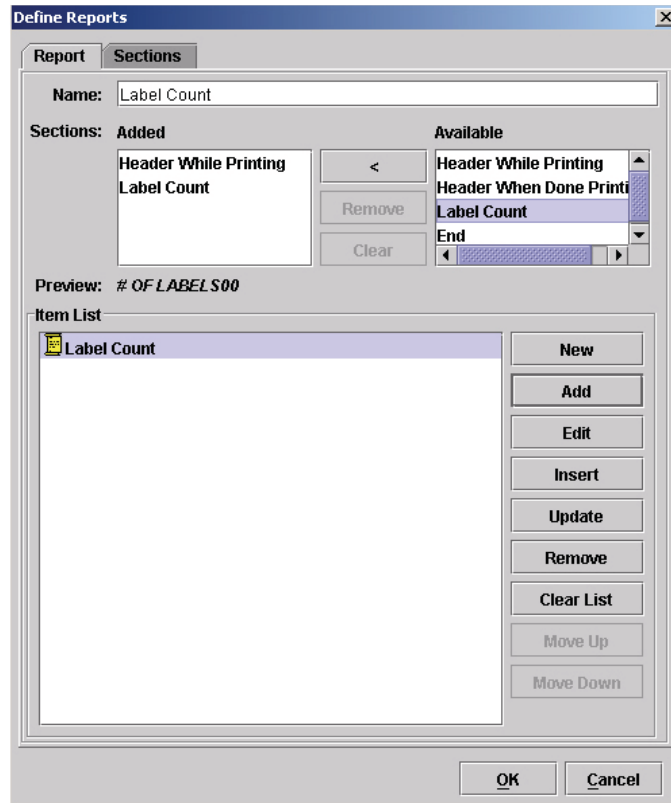 Define Reports
Report Sections
Name: Label Count
Sections: Added Available
Header While Printing
Label Count
<
Remove
Clear
Header While Printing
Header When Done Printi
Label Count
End
Preview: # OF LABELS00
Item List
Label Count
New
Add
Edit
Insert
Update
Remove
Clear List
Move Up
Move Down
OK Cancel